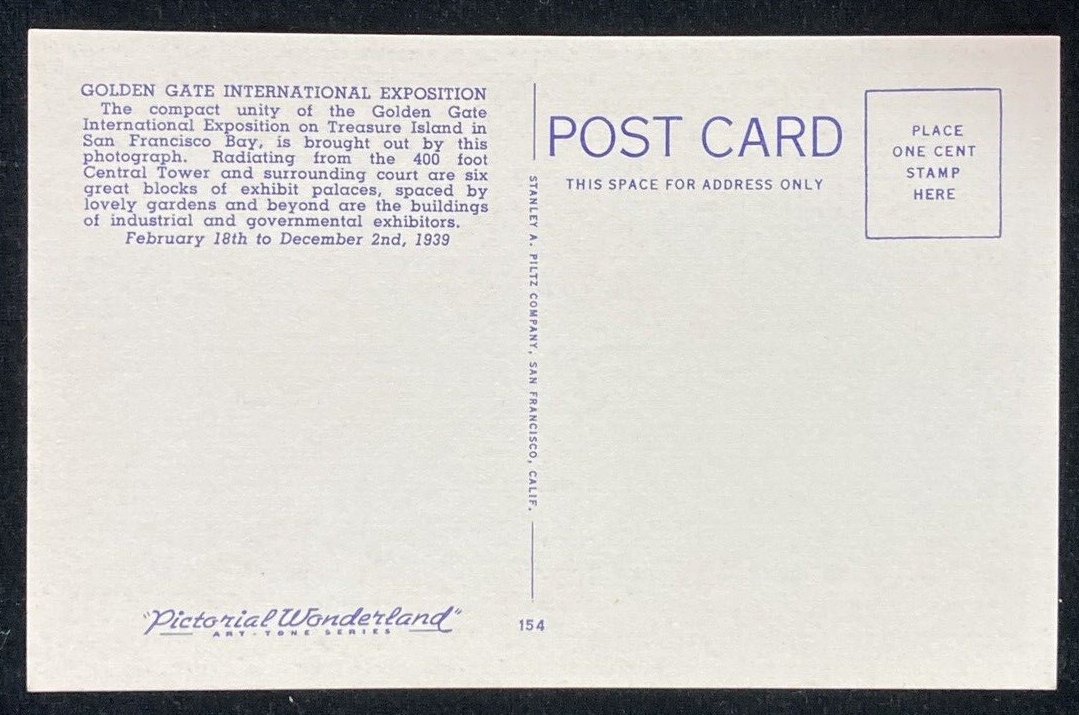 GOLDEN GATE INTERNATIONAL EXPOSITION
The compact unity of the Golden Gate
International Exposition on Treasure Island in
San Francisco Bay, is brought out by this
photograph. Radiating from the 400 foot
Central Tower and surrounding court are six
great blocks of exhibit palaces, spaced by
lovely gardens and beyond are the buildings
of industrial and governmental exhibitors.
February 18th to December 2nd, 1939
"Pictorial Wonderland"
ART-TONE SERIES
STANLEY A. PILTZ COMPANY, SAN FRANCISCO, CALIF.
154
POST CARD
THIS SPACE FOR ADDRESS ONLY
PLACE
ONE CENT
STAMP
HERE